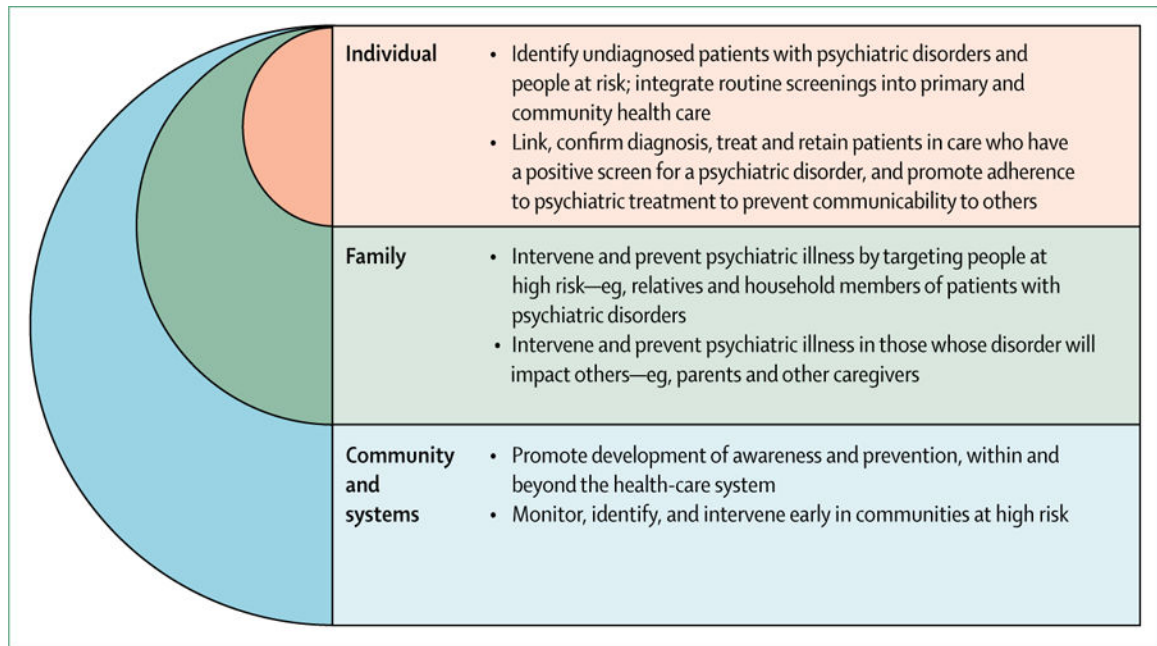 Individual
• Identify undiagnosed patients with psychiatric disorders and
people at risk; integrate routine screenings into primary and
community health care
• Link, confirm diagnosis, treat and retain patients in care who have
a positive screen for a psychiatric disorder, and promote adherence
to psychiatric treatment to prevent communicability to others
Family
• Intervene and prevent psychiatric illness by targeting people at
high risk—eg, relatives and household members of patients with
psychiatric disorders
• Intervene and prevent psychiatric illness in those whose disorder will
impact others—eg, parents and other caregivers
Community
and
systems
• Promote development of awareness and prevention, within and
beyond the health-care system
• Monitor, identify, and intervene early in communities at high risk